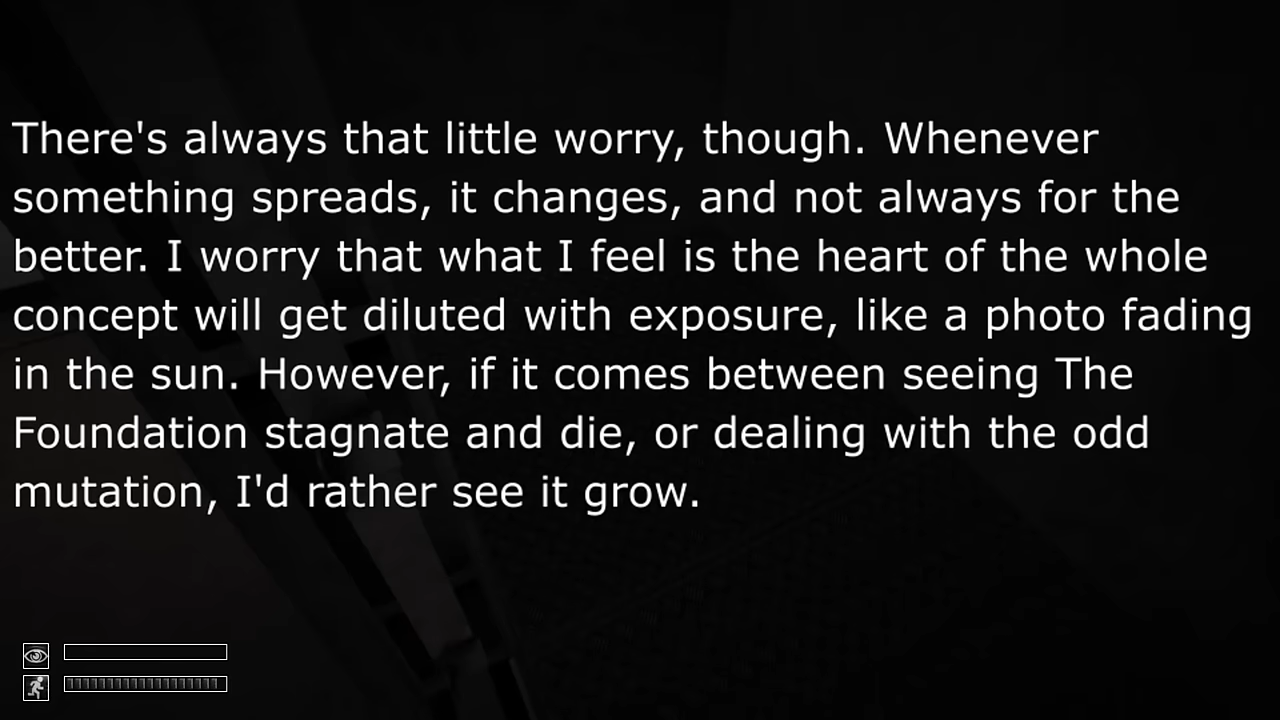 There's always that little worry, though. Whenever
something spreads, it changes, and not always for the
better. I worry that what I feel is the heart of the whole
concept will get diluted with exposure, like a photo fading
in the sun. However, if it comes between seeing The
Foundation stagnate and die, or dealing with the odd
mutation, I'd rather see it grow.